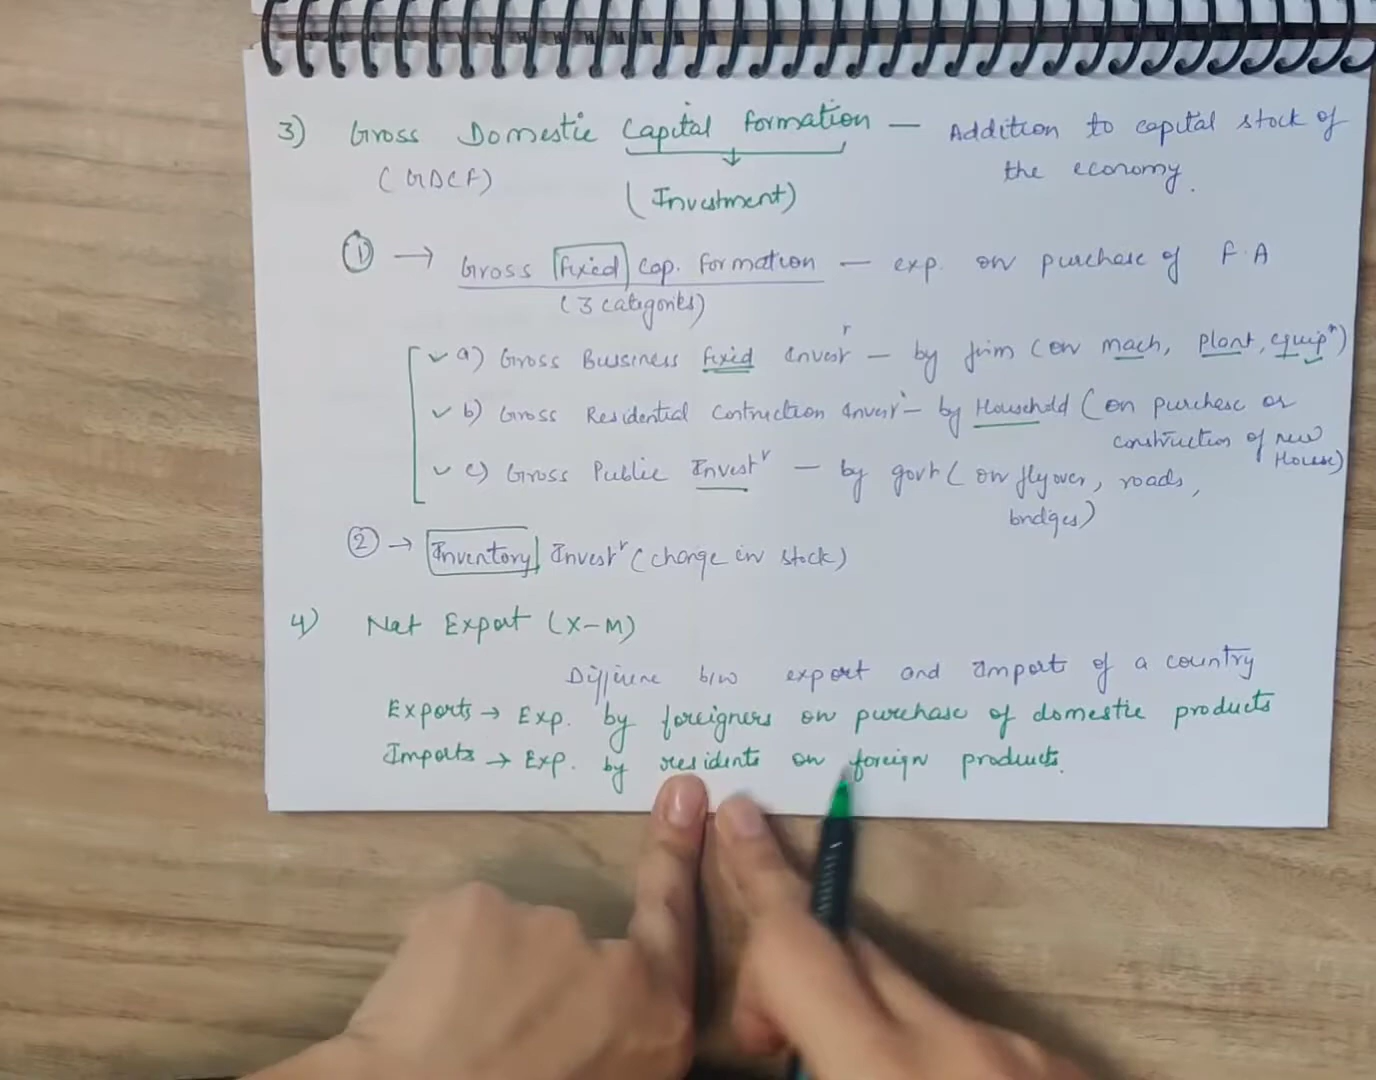 3) Gross Domestic Capital Formation — Addition to capital stock of
the economy.
(GDCF)
(Investment)
① → Gross Fixed Cap. Formation — exp. on purchase of F.A
(3 categories)
a) Gross Bussiness Fixed Invest^r — by firm (on mach, plant, equip^r)
b) Gross Residential Contruction Invest^r — by Household (on purchase or
construction of new
House)
c) Gross Public Invest^r — by govt (on flyover, roads,
bridges)
② → Inventory Invest^r (change in stock)
4) Net Export (X-M)
b/w export and Import of a country
Exports → Exp. by foreigners on purchase of domestic products
Imports → Exp. by residents on foreign products.